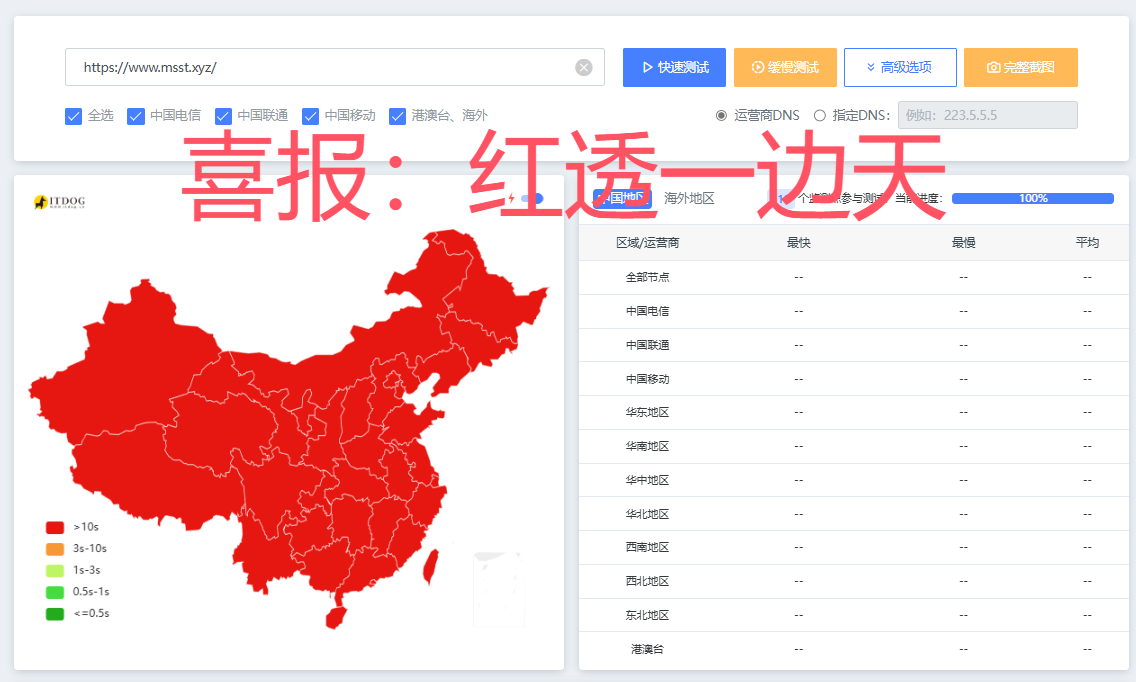 https://www.msst.xyz/
快速测试
缓慢测试
高级选项
完整截图
全选
中国电信
中国联通
中国移动
港澳台、海外
运营商DNS
指定DNS:
例如：223.5.5.5
喜报：红透一边天
ITDOG
中国地区
海外地区
个监测点参与测试，当前进度：
100%
区域/运营商 最快 最慢 平均
全部节点 -- -- --
中国电信 -- -- --
中国联通 -- -- --
中国移动 -- -- --
华东地区 -- -- --
华南地区 -- -- --
华中地区 -- -- --
华北地区 -- -- --
西南地区 -- -- --
西北地区 -- -- --
东北地区 -- -- --
港澳台 -- -- --
>10s
3s-10s
1s-3s
0.5s-1s
<=0.5s